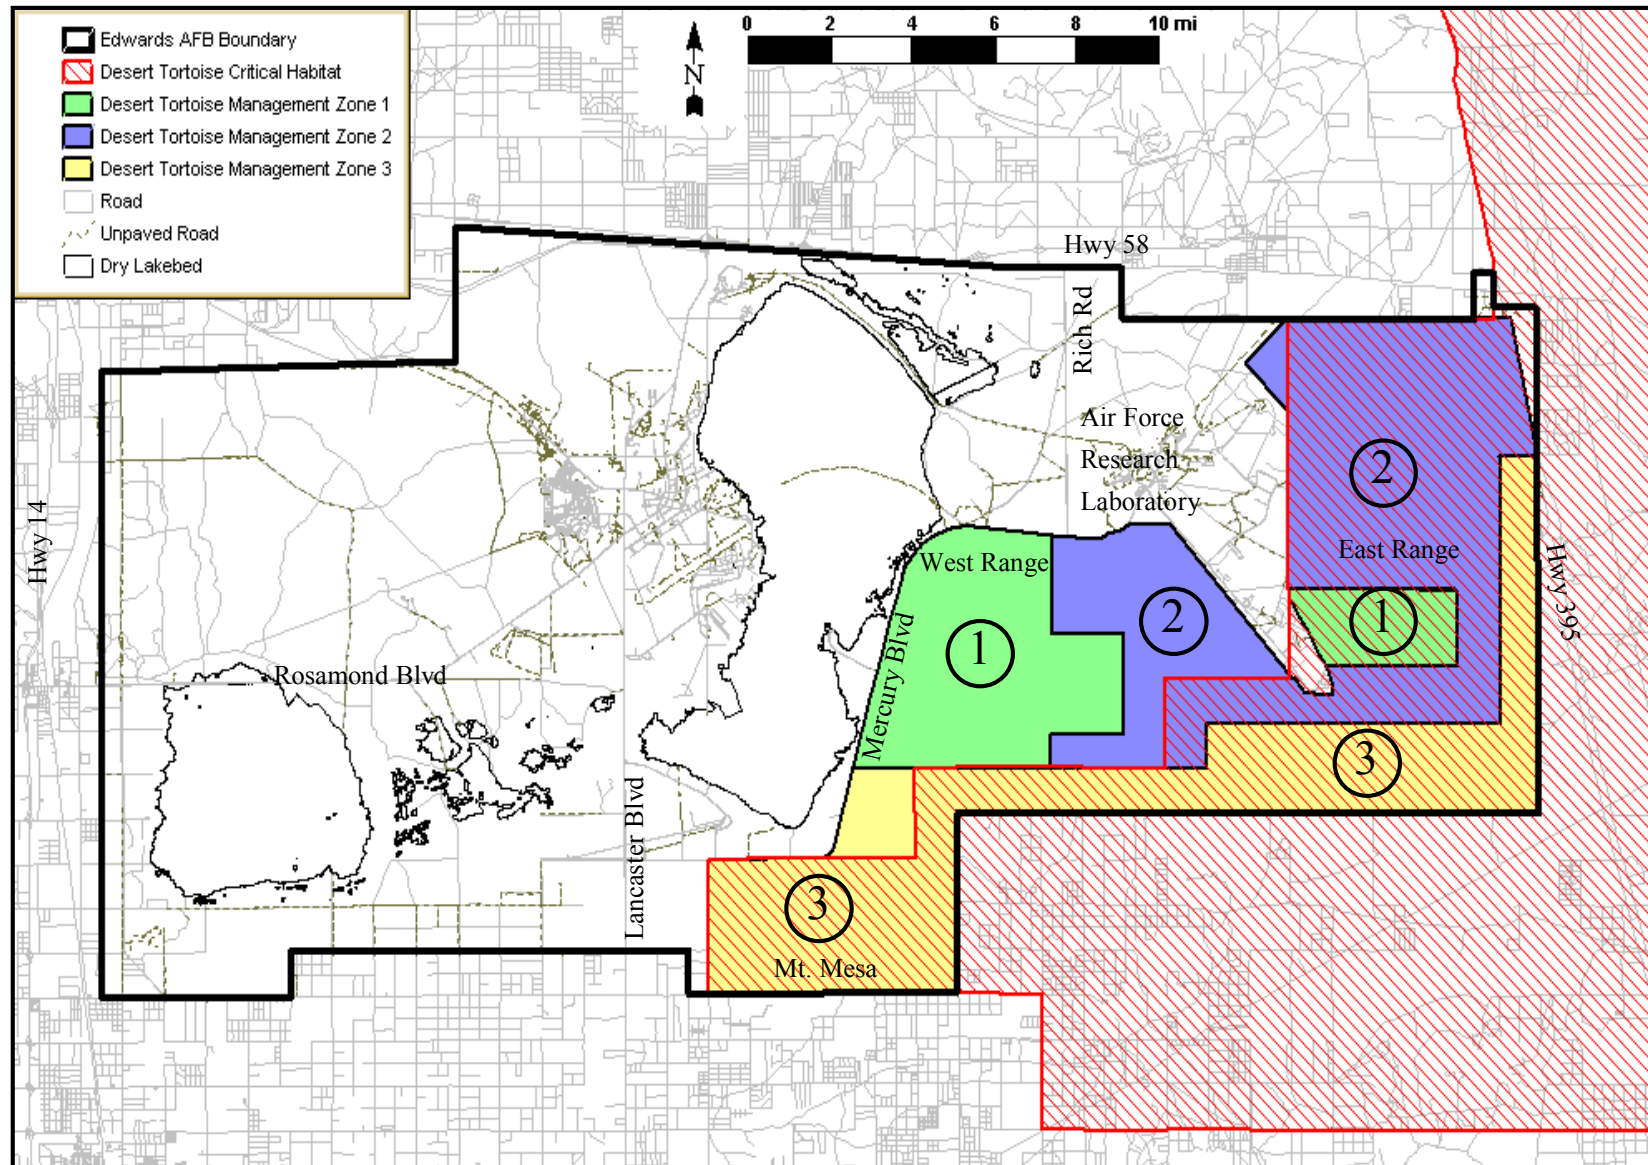 0 2 4 6 8 10 mi
Edwards AFB Boundary
Desert Tortoise Critical Habitat
Desert Tortoise Management Zone 1
Desert Tortoise Management Zone 2
Desert Tortoise Management Zone 3
Road
Unpaved Road
Dry Lakebed
N
Hwy 58
Rich Rd
Air Force
Research
Laboratory
2
Hwy 14
West Range
East Range
Hwy 395
1
2
1
Mercury Blvd
Rosamond Blvd
3
Lancaster Blvd
3
Mt. Mesa